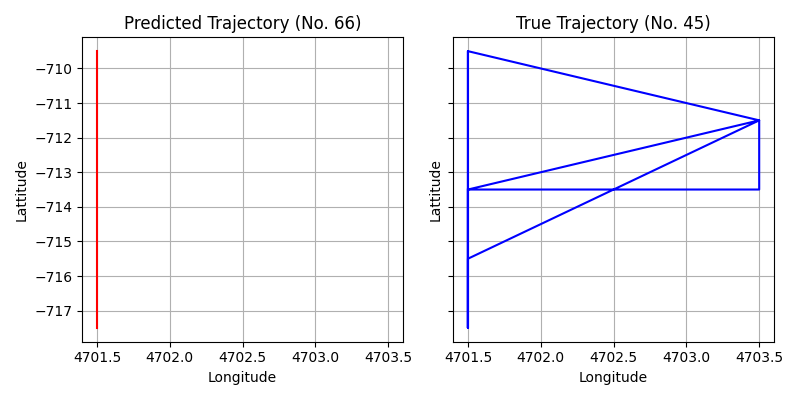 Predicted Trajectory (No. 66)
True Trajectory (No. 45)
−710
−711
−712
−713
−714
−715
−716
−717
Lattitude
Lattitude
4701.5 4702.0 4702.5 4703.0 4703.5
4701.5 4702.0 4702.5 4703.0 4703.5
Longitude
Longitude